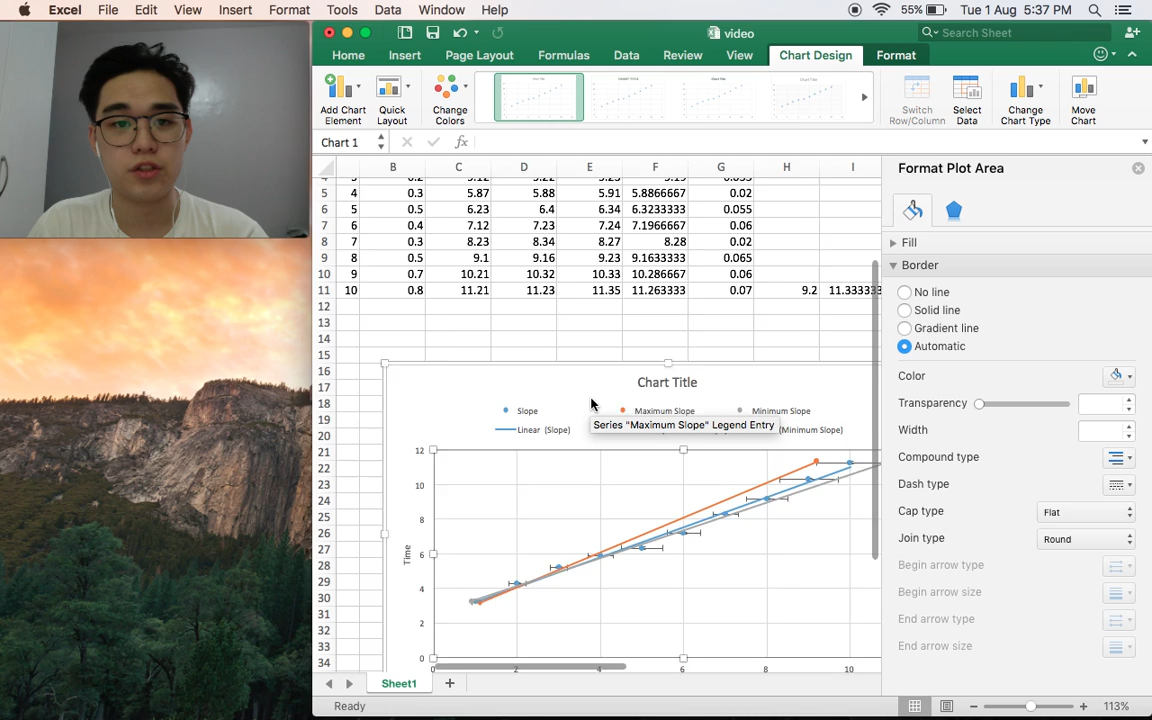 Excel File Edit View Insert Format Tools Data Window Help 55% Tue 1 Aug 5:37 PM
video Search Sheet
Home Insert Page Layout Formulas Data Review View Chart Design Format
Add Chart Element Quick Layout Change Colors Switch Row/Column Select Data Change Chart Type Move Chart
Chart 1 fx
B C D E F G H I
5 4 0.3 5.87 5.88 5.91 5.8866667 0.02
6 5 0.5 6.23 6.4 6.34 6.3233333 0.055
7 6 0.4 7.12 7.23 7.24 7.1966667 0.06
8 7 0.3 8.23 8.34 8.27 8.28 0.02
9 8 0.5 9.1 9.16 9.23 9.1633333 0.065
10 9 0.7 10.21 10.32 10.33 10.286667 0.06
11 10 0.8 11.21 11.23 11.35 11.263333 0.07 9.2 11.333333
12
13
14
15
16
17
18
19
20
21
22
23
24
25
26
27
28
29
30
31
32
33
34
Chart Title
Slope Maximum Slope Minimum Slope
Linear (Slope) (Minimum Slope)
Series "Maximum Slope" Legend Entry
12
10
8
6
4
2
0
Time
0 2 4 6 8 10
Format Plot Area
Fill
Border
No line
Solid line
Gradient line
Automatic
Color
Transparency
Width
Compound type
Dash type
Cap type Flat
Join type Round
Begin arrow type
Begin arrow size
End arrow type
End arrow size
Sheet1
Ready 113%